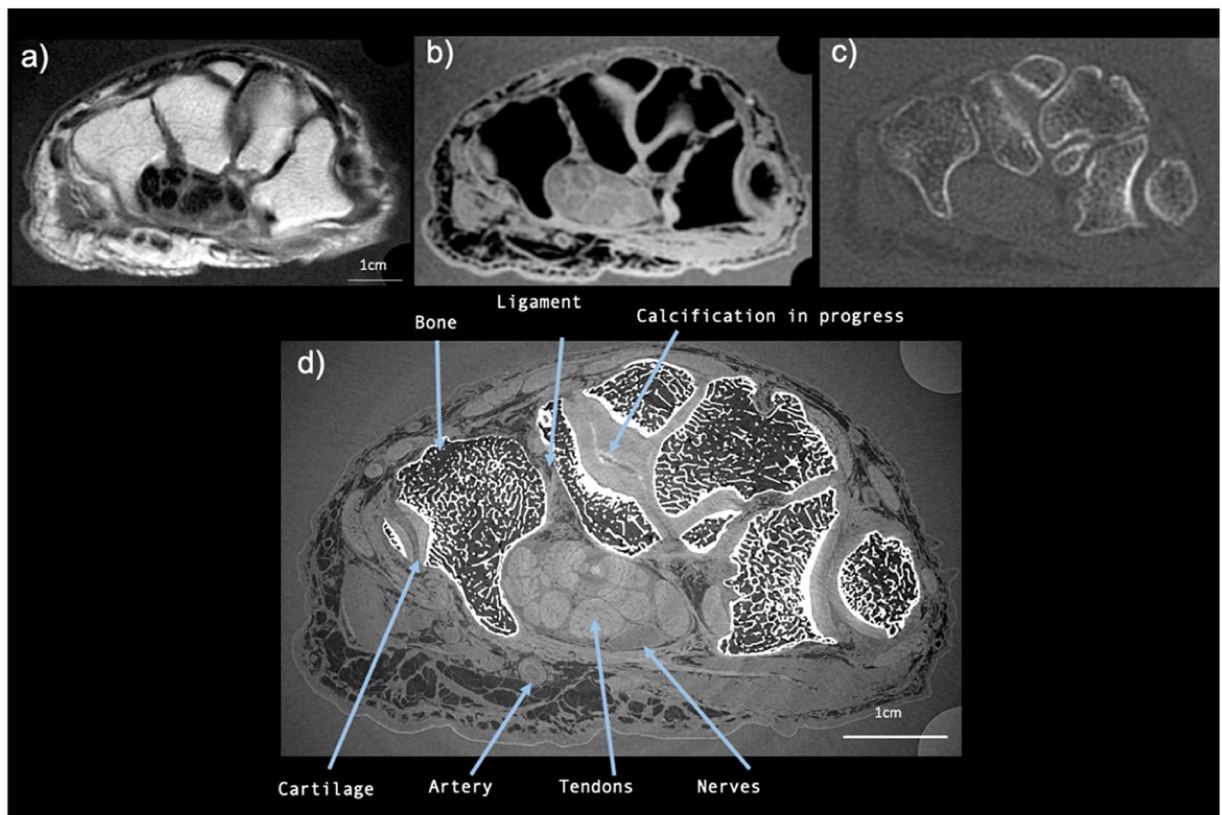 a)
b)
c)
1cm
Ligament
Bone
Calcification in progress
d)
1cm
Cartilage
Artery
Tendons
Nerves